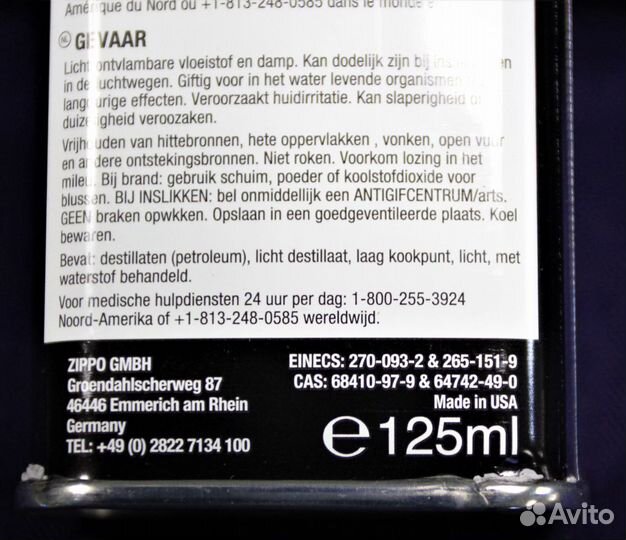 Amérique du Nord ou +1-813-248-0585 dans le monde
NL GEVAAR
Licht ontvlambare vloeistof en damp. Kan dodelijk zijn bij en
in de luchtwegen. Giftig voor in het water levende organismen
langdurige effecten. Veroorzaakt huidirritatie. Kan slaperigheid of
duizeligheid veroozaken.
Vrijhouden van hittebronnen, hete oppervlakken , vonken, open vuur
en andere ontstekingsbronnen. Niet roken. Voorkom lozing in het
milieu. Bij brand: gebruik schuim, poeder of koolstofdioxide voor
blussen. BIJ INSLIKKEN: bel onmiddellijk een ANTIGIFCENTRUM/arts.
GEEN braken opwkken. Opslaan in een goedgeventileerde plaats. Koel
bewaren.
Bevat: destillaten (petroleum), licht destillaat, laag kookpunt, licht, met
waterstof behandeld.
Voor medische hulpdiensten 24 uur per dag: 1-800-255-3924
Noord-Amerika of +1-813-248-0585 wereldwijd.
ZIPPO GMBH
Groendahlscherweg 87
46446 Emmerich am Rhein
Germany
TEL: +49 (0) 2822 7134 100
EINECS: 270-093-2 & 265-151-9
CAS: 68410-97-9 & 64742-49-0
Made in USA
℮125ml
Avito